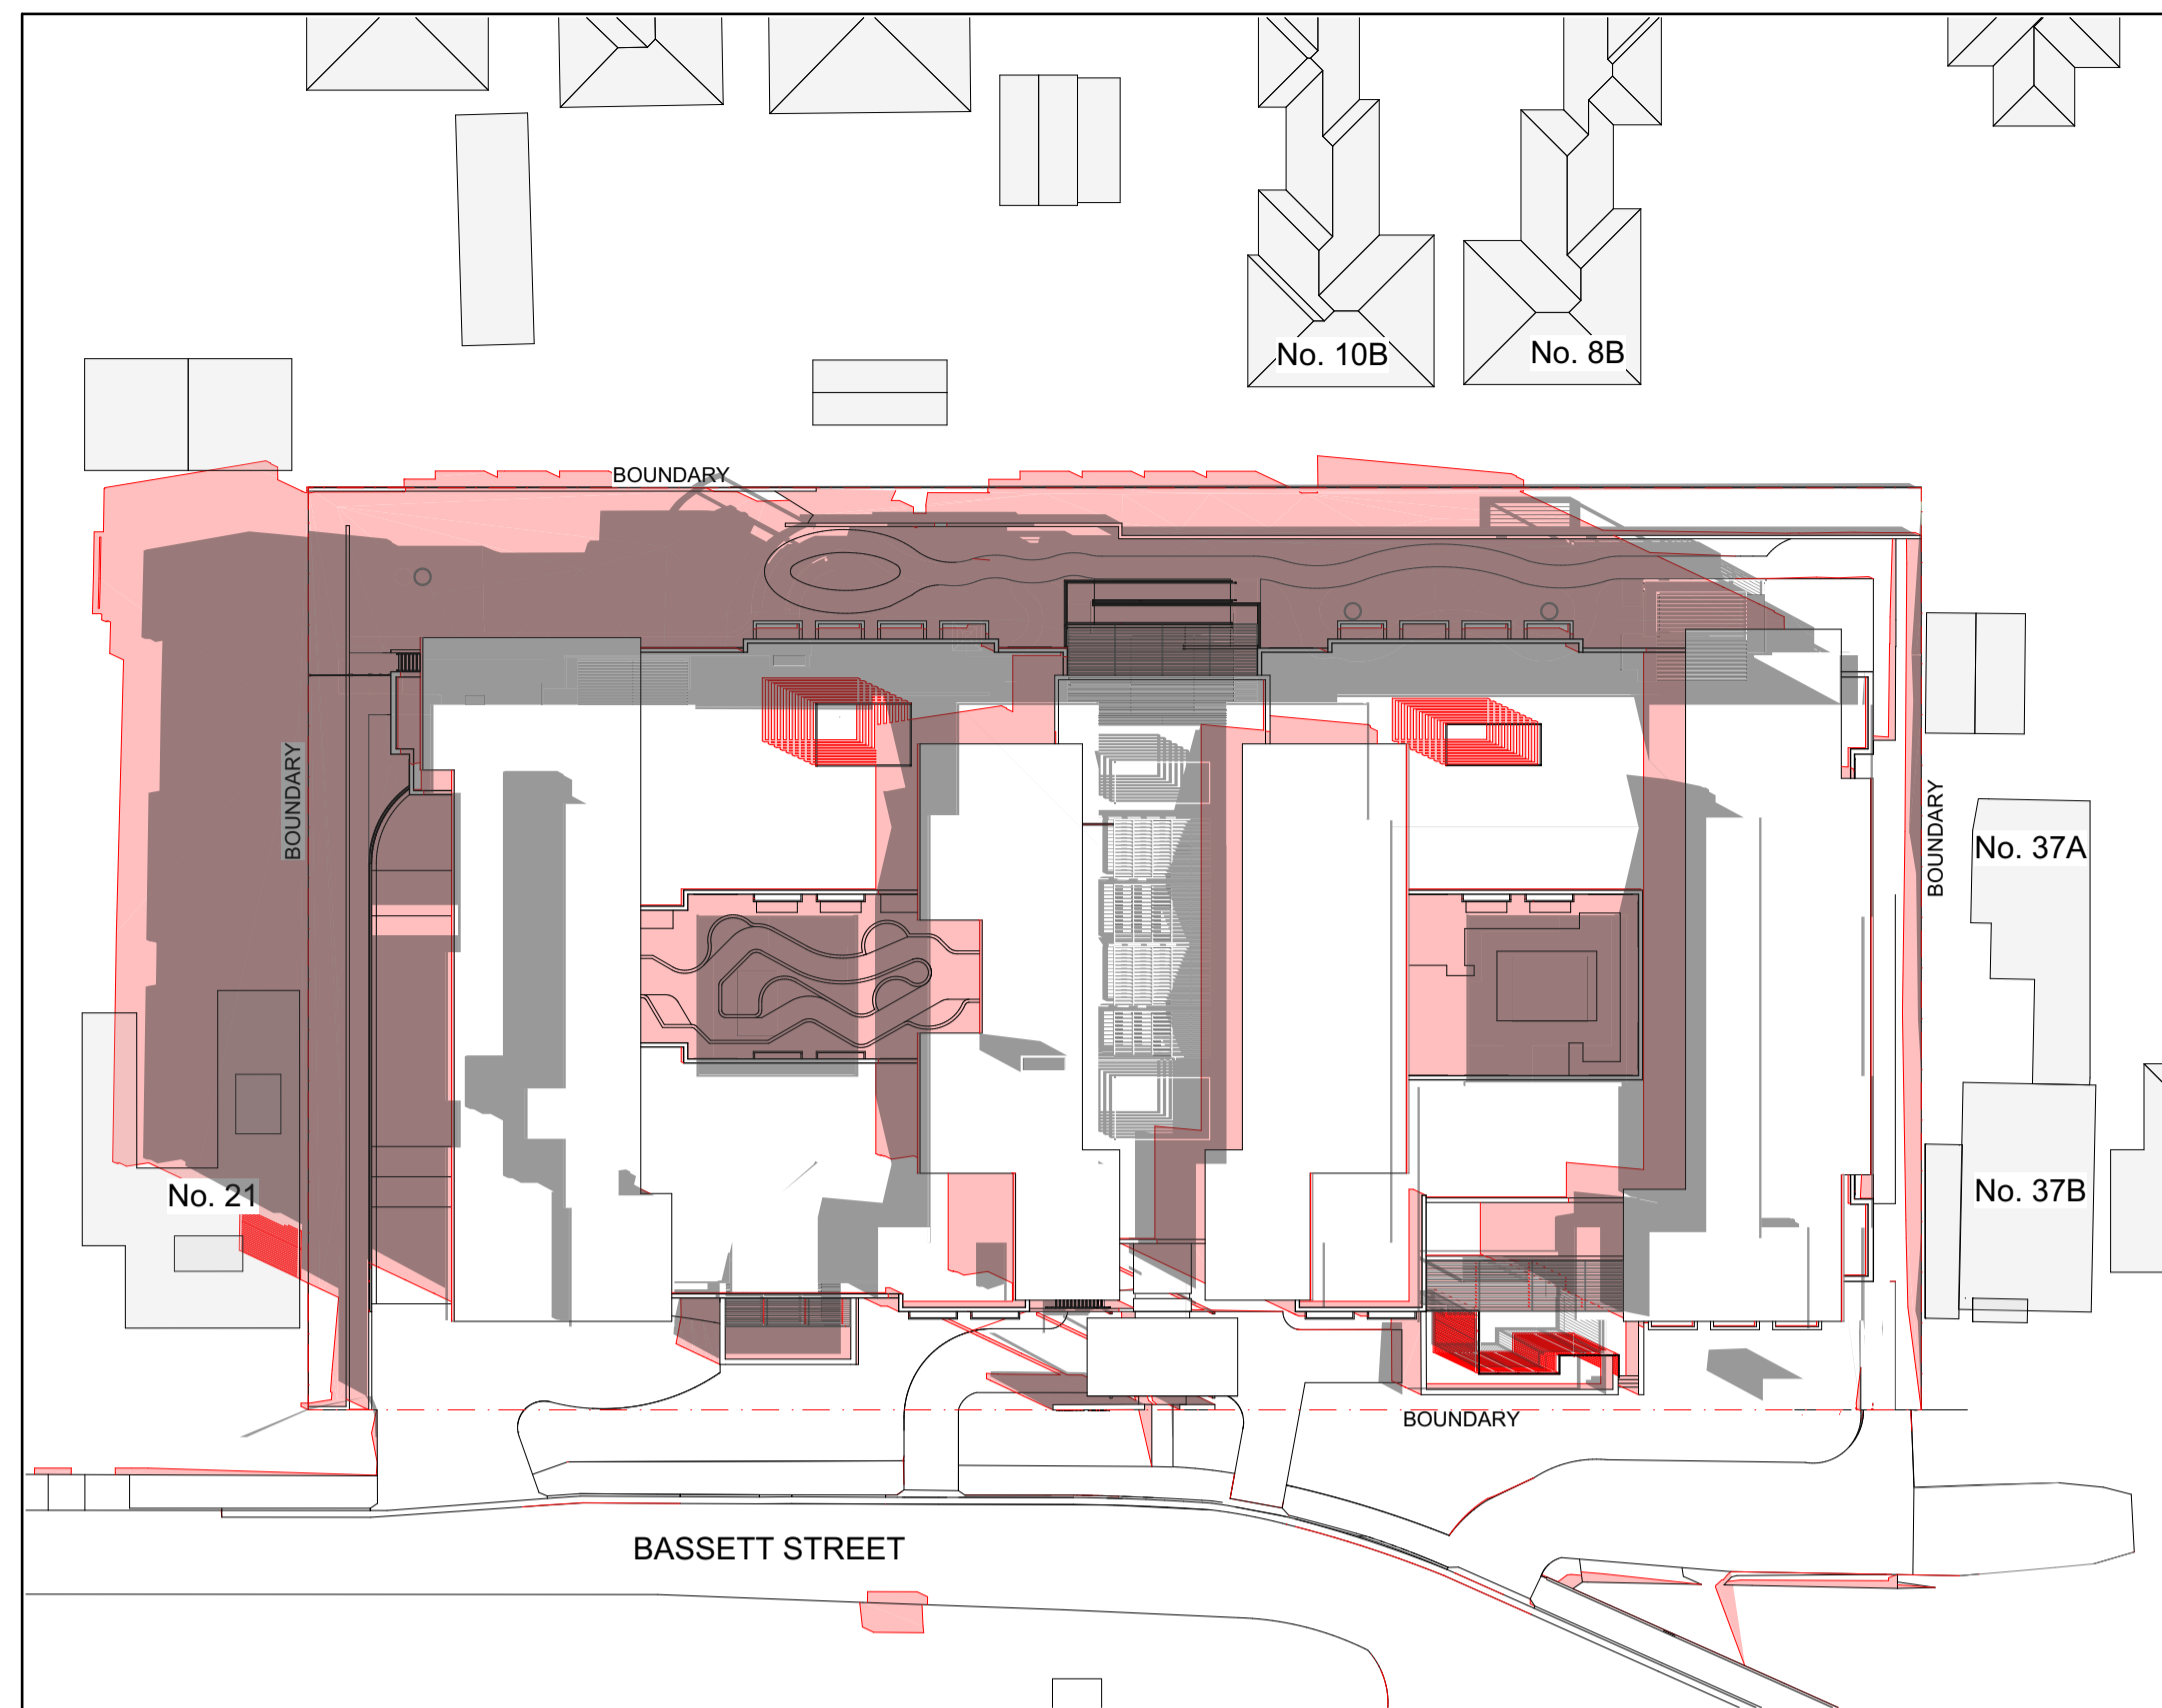 No. 10B
No. 8B
BOUNDARY
BOUNDARY
BOUNDARY
No. 37A
No. 21
No. 37B
BOUNDARY
BASSETT STREET